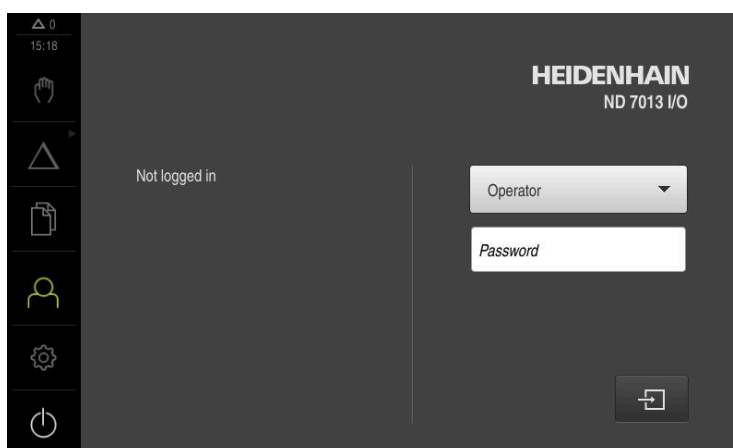 0
15:18
HEIDENHAIN
ND 7013 I/O
Not logged in
Operator
Password